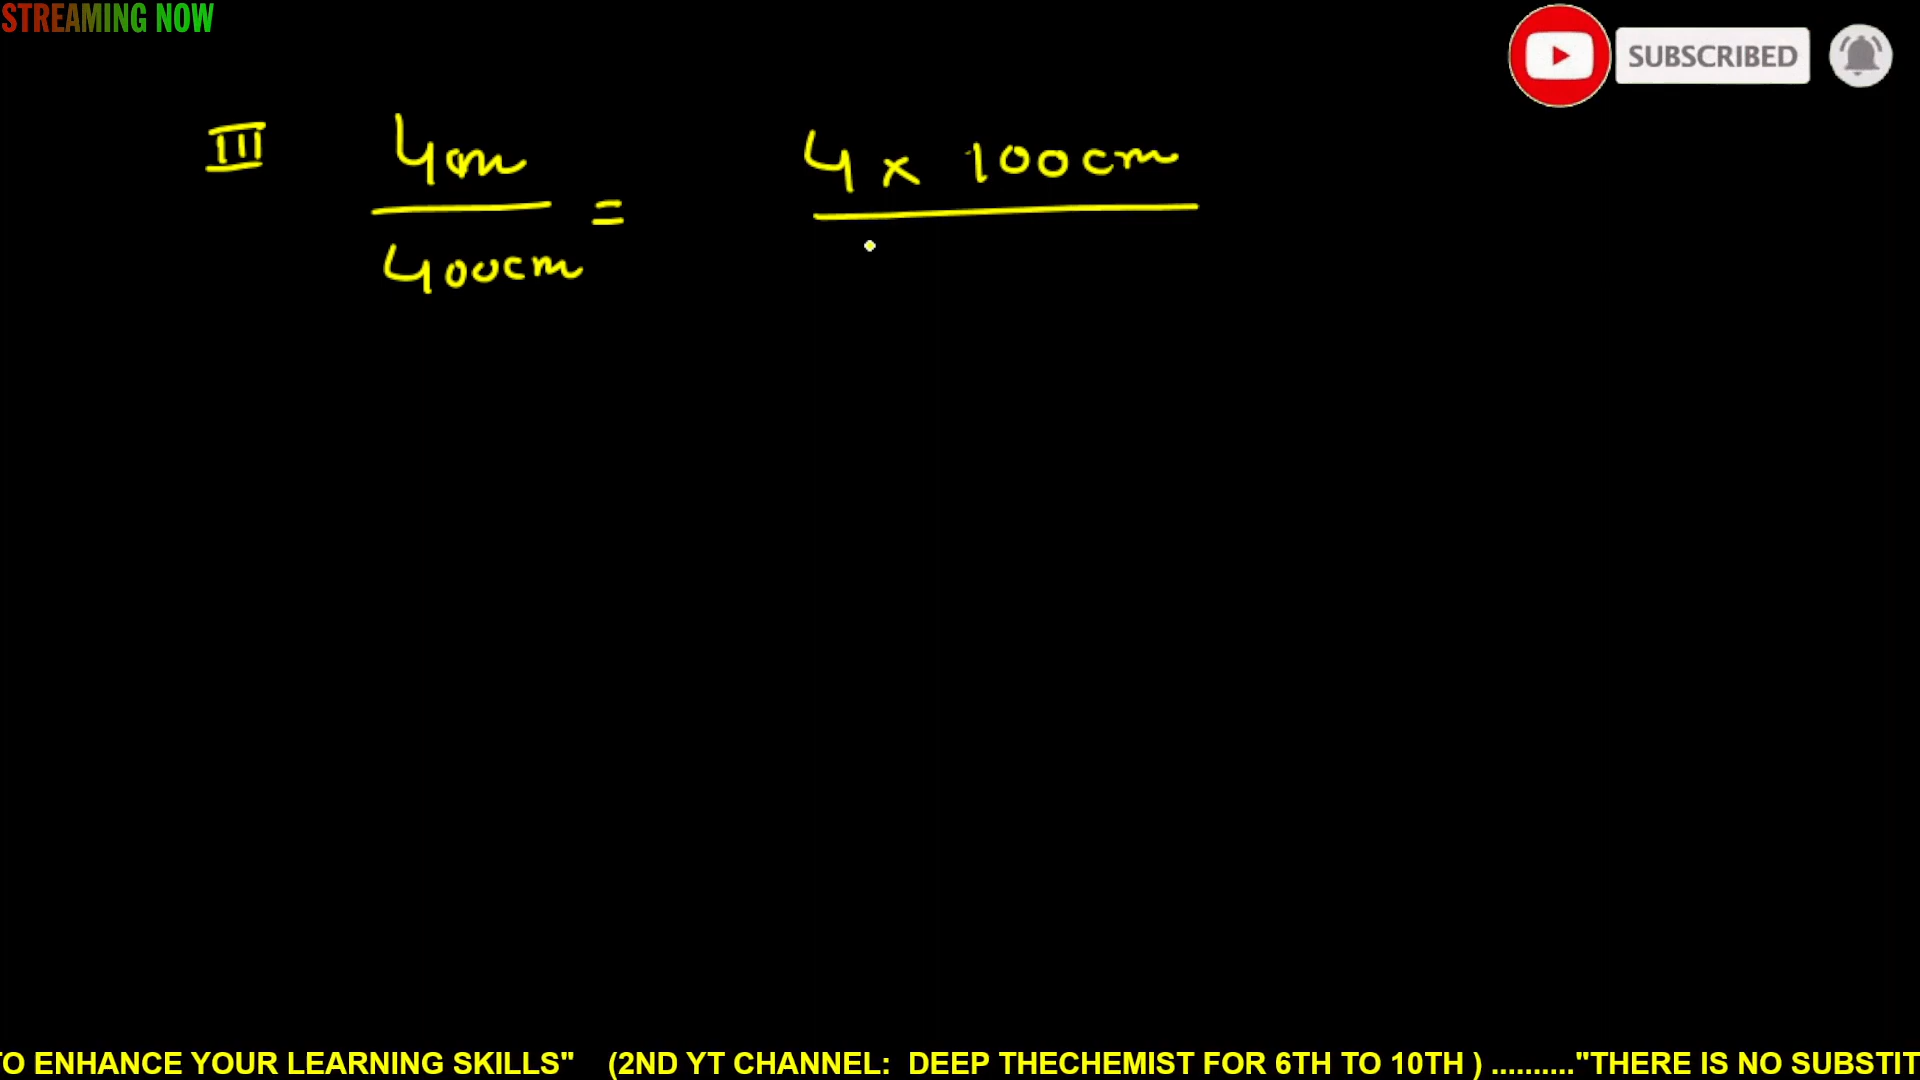 STREAMING NOW
SUBSCRIBED
III 4m / 400cm = 4 x 100cm
TO ENHANCE YOUR LEARNING SKILLS" (2ND YT CHANNEL: DEEP THECHEMIST FOR 6TH TO 10TH ) .........."THERE IS NO SUBSTIT